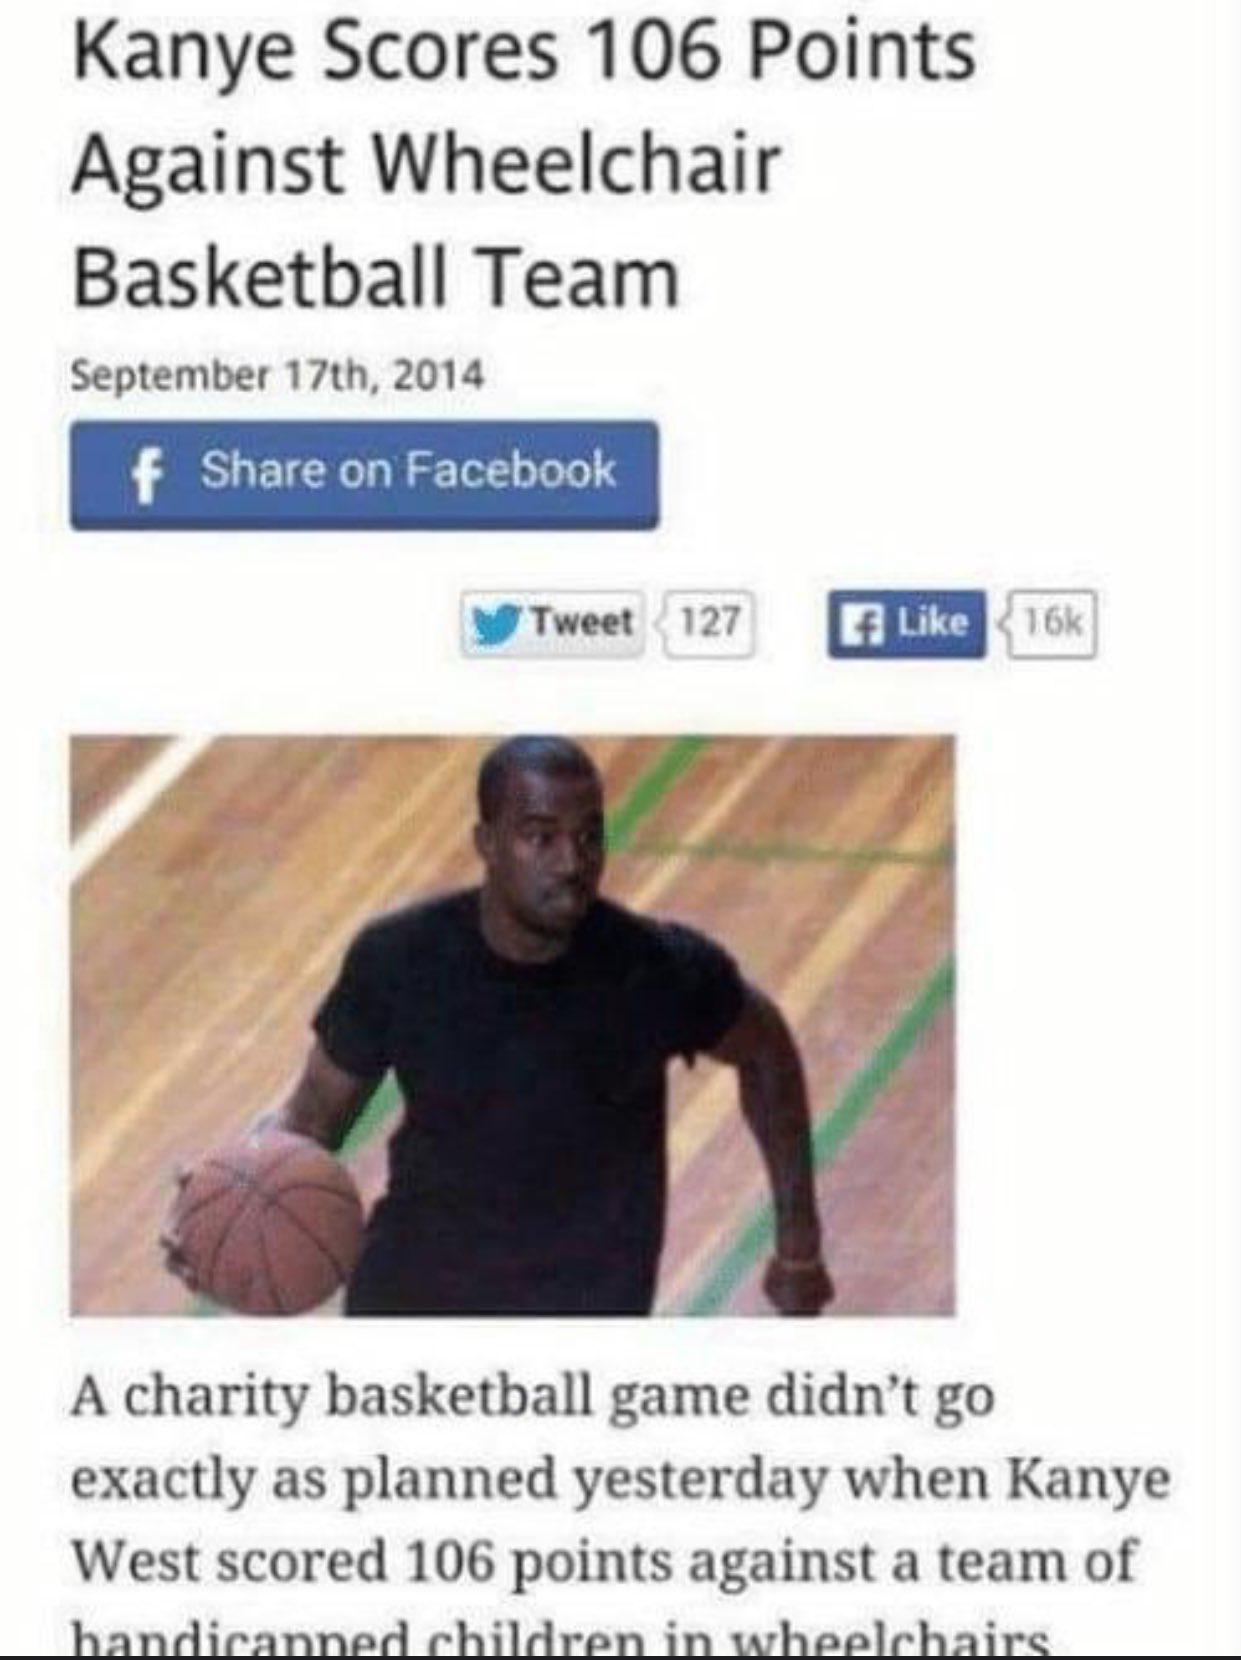 Kanye Scores 106 Points
Against Wheelchair
Basketball Team
September 17th, 2014
f Share on Facebook
Tweet 127 f Like 16k
A charity basketball game didn't go
exactly as planned yesterday when Kanye
West scored 106 points against a team of
handicapped children in wheelchairs